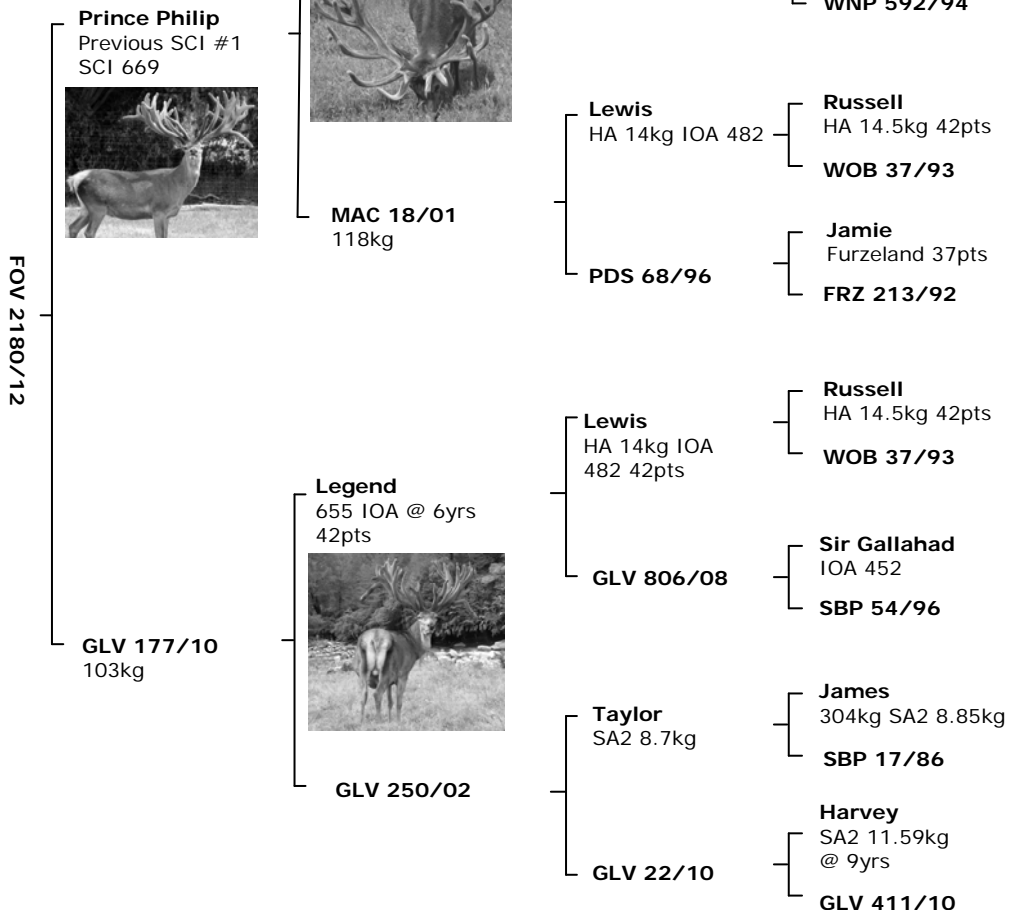 WNP 592/94
Prince Philip
Previous SCI #1
SCI 669
Lewis
HA 14kg IOA 482
Russell
HA 14.5kg 42pts
WOB 37/93
MAC 18/01
118kg
Jamie
Furzeland 37pts
PDS 68/96
FRZ 213/92
FOV 2180/12
Russell
HA 14.5kg 42pts
Lewis
HA 14kg IOA
482 42pts
WOB 37/93
Legend
655 IOA @ 6yrs
42pts
Sir Gallahad
IOA 452
GLV 806/08
SBP 54/96
GLV 177/10
103kg
Taylor
SA2 8.7kg
James
304kg SA2 8.85kg
SBP 17/86
GLV 250/02
Harvey
SA2 11.59kg
@ 9yrs
GLV 22/10
GLV 411/10